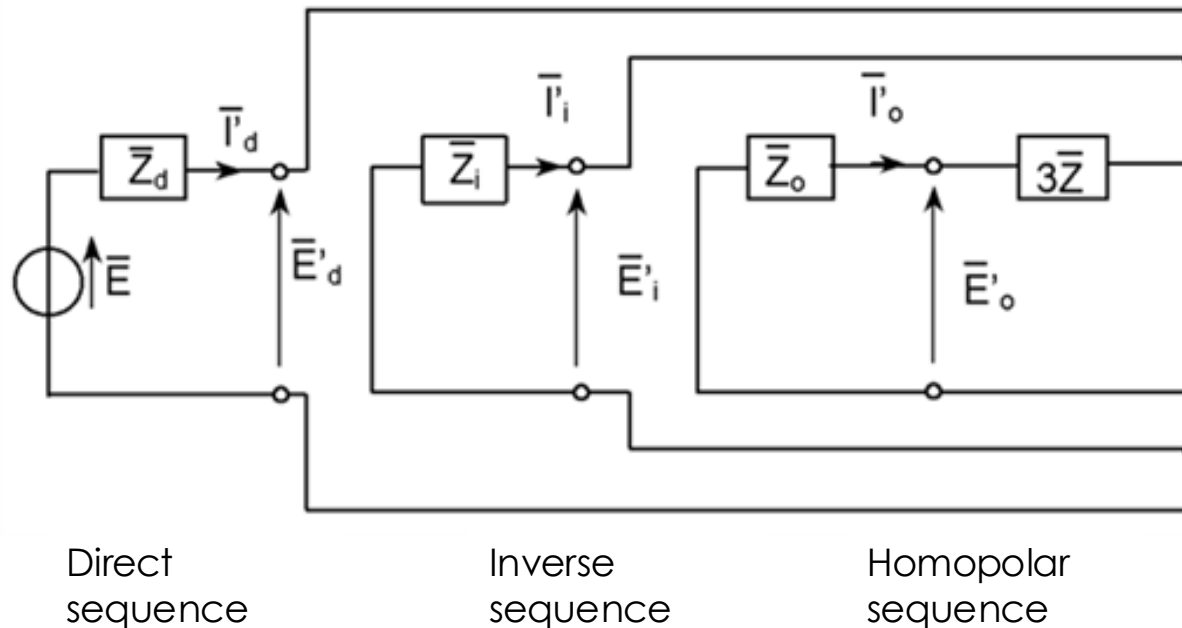 I̅'d
I̅'i
I̅'o
Z̅d
Z̅i
Z̅o
3Z̅
E̅
E̅'d
E̅'i
E̅'o
Direct
sequence
Inverse
sequence
Homopolar
sequence